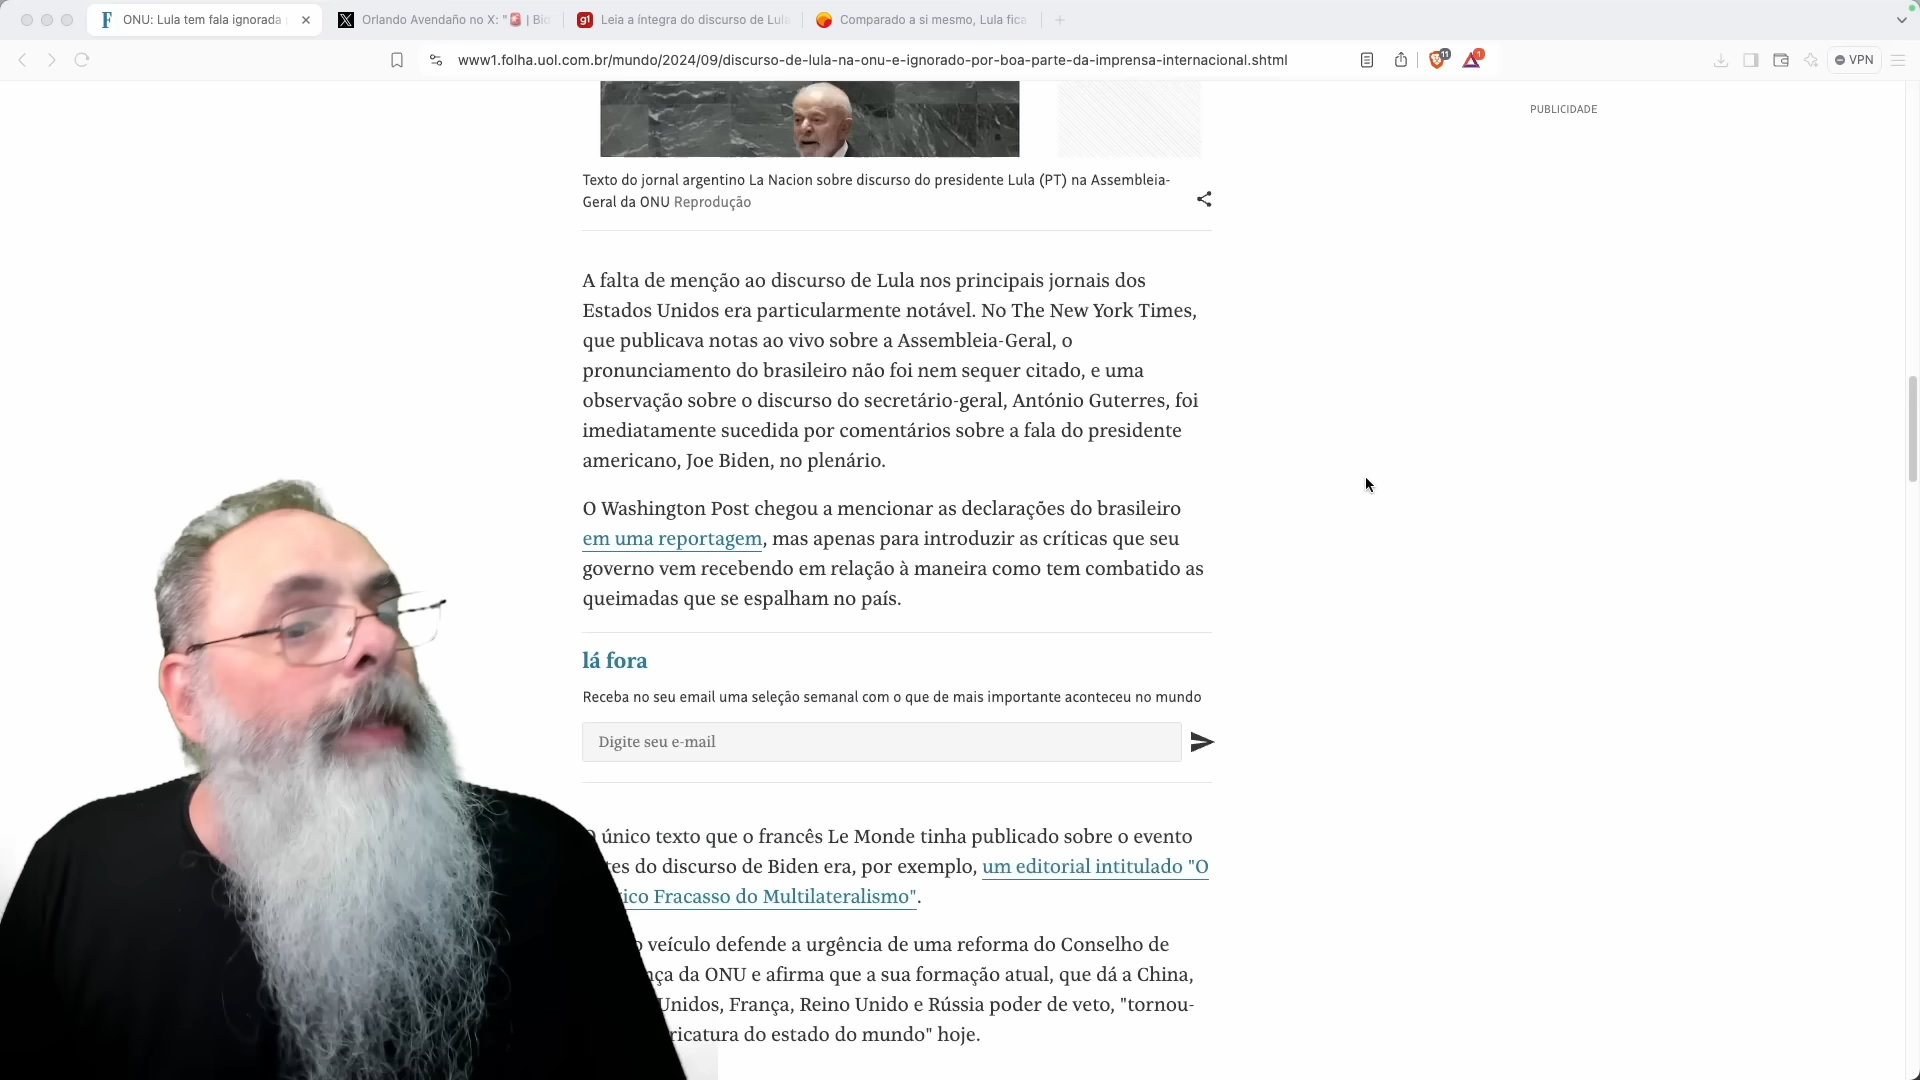 ONU: Lula tem fala ignorada
Orlando Avendaño no X: "🚨 | Bid
g1
Leia a íntegra do discurso de Lula
Comparado a si mesmo, Lula fica
www1.folha.uol.com.br/mundo/2024/09/discurso-de-lula-na-onu-e-ignorado-por-boa-parte-da-imprensa-internacional.shtml
11
1
VPN
PUBLICIDADE
Texto do jornal argentino La Nacion sobre discurso do presidente Lula (PT) na Assembleia-
Geral da ONU Reprodução
A falta de menção ao discurso de Lula nos principais jornais dos
Estados Unidos era particularmente notável. No The New York Times,
que publicava notas ao vivo sobre a Assembleia-Geral, o
pronunciamento do brasileiro não foi nem sequer citado, e uma
observação sobre o discurso do secretário-geral, António Guterres, foi
imediatamente sucedida por comentários sobre a fala do presidente
americano, Joe Biden, no plenário.
O Washington Post chegou a mencionar as declarações do brasileiro
em uma reportagem, mas apenas para introduzir as críticas que seu
governo vem recebendo em relação à maneira como tem combatido as
queimadas que se espalham no país.
lá fora
Receba no seu email uma seleção semanal com o que de mais importante aconteceu no mundo
Digite seu e-mail
O único texto que o francês Le Monde tinha publicado sobre o evento
do discurso de Biden era, por exemplo, um editorial intitulado "O
Fracasso do Multilateralismo".
o veículo defende a urgência de uma reforma do Conselho de
da ONU e afirma que a sua formação atual, que dá a China,
Unidos, França, Reino Unido e Rússia poder de veto, "tornou-
do estado do mundo" hoje.